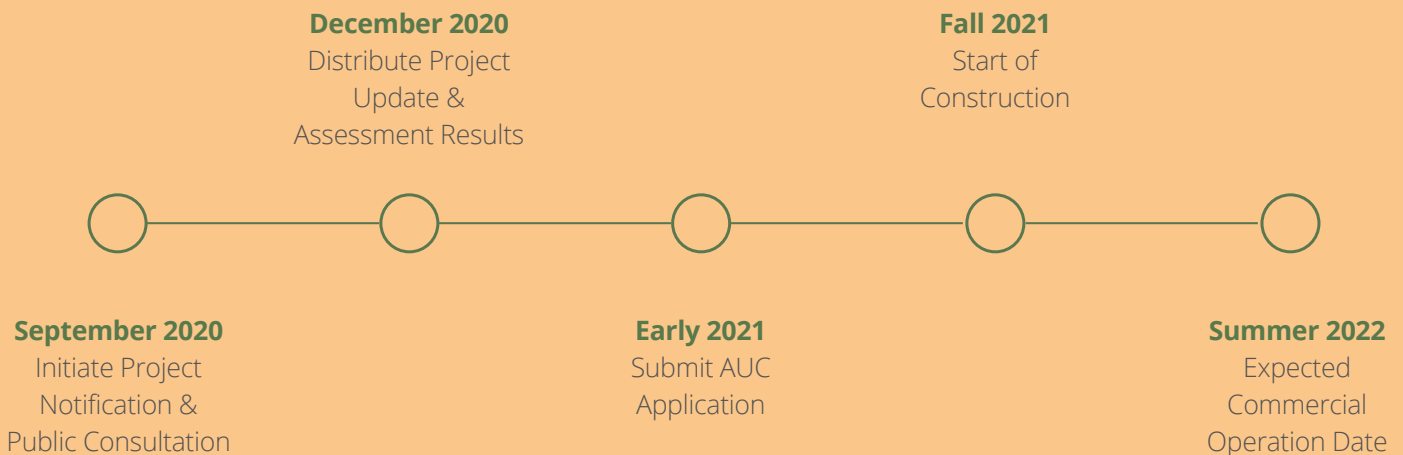 September 2020
Initiate Project
Notification &
Public Consultation
December 2020
Distribute Project
Update &
Assessment Results
Early 2021
Submit AUC
Application
Fall 2021
Start of
Construction
Summer 2022
Expected
Commercial
Operation Date